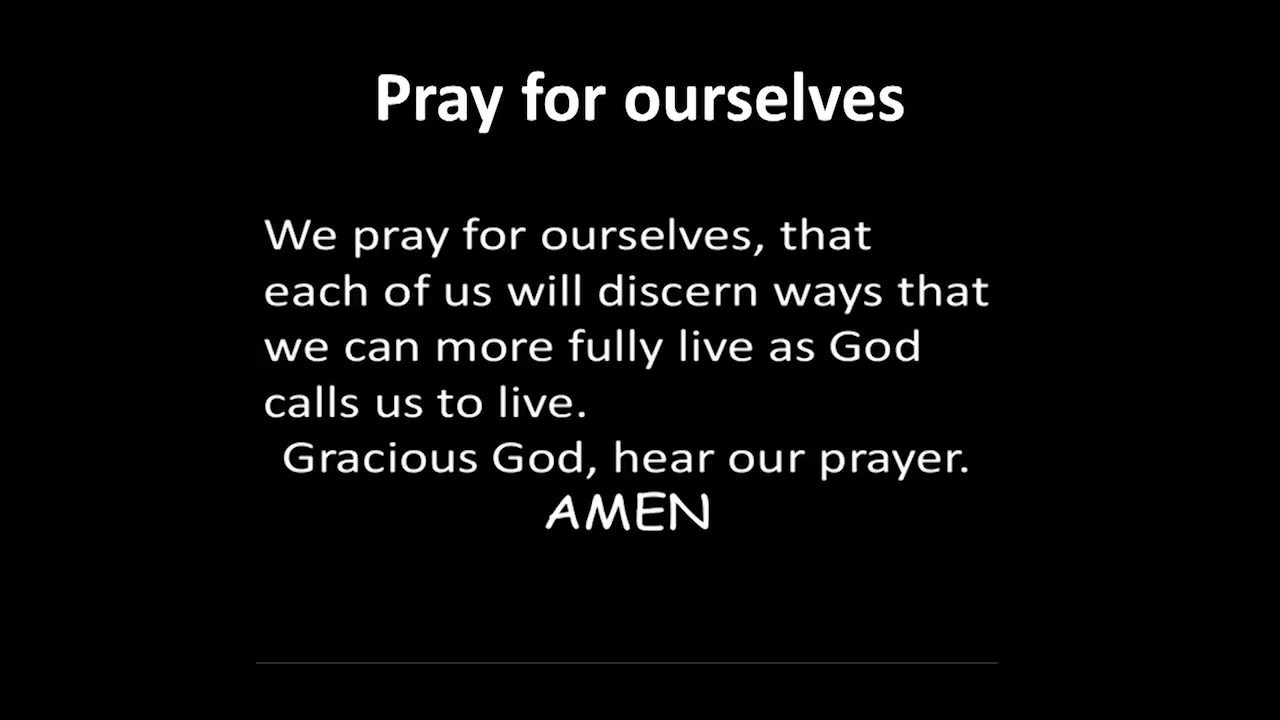 Pray for ourselves
We pray for ourselves, that
each of us will discern ways that
we can more fully live as God
calls us to live.
Gracious God, hear our prayer.
AMEN